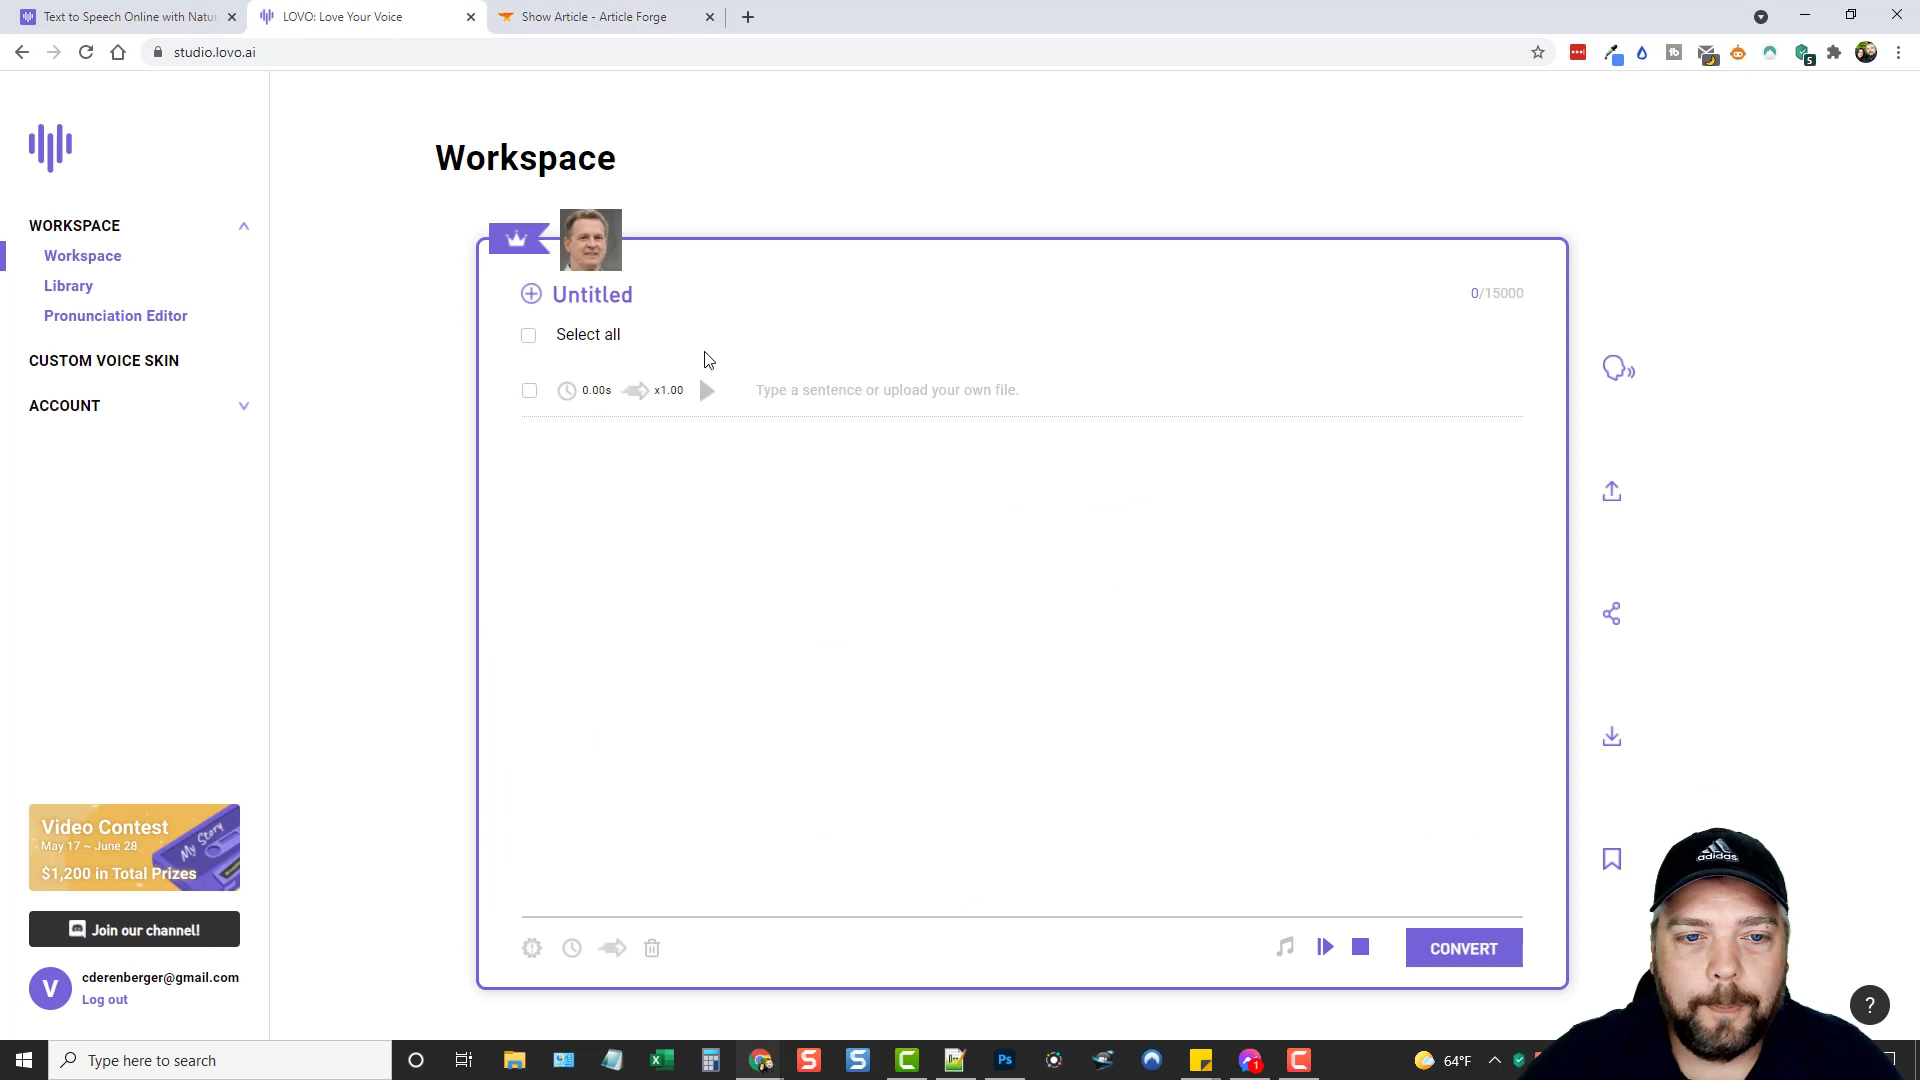 Text to Speech Online with Natu
LOVO: Love Your Voice
Show Article - Article Forge
studio.lovo.ai
5
Workspace
WORKSPACE
Workspace
Library
Pronunciation Editor
CUSTOM VOICE SKIN
ACCOUNT
Untitled
0/15000
Select all
0.00s
x1.00
Type a sentence or upload your own file.
Video Contest
May 17 ~ June 28
$1,200 in Total Prizes
My Story
Join our channel!
V
cderenberger@gmail.com
Log out
CONVERT
adidas
?
Type here to search
Ps
1
64°F